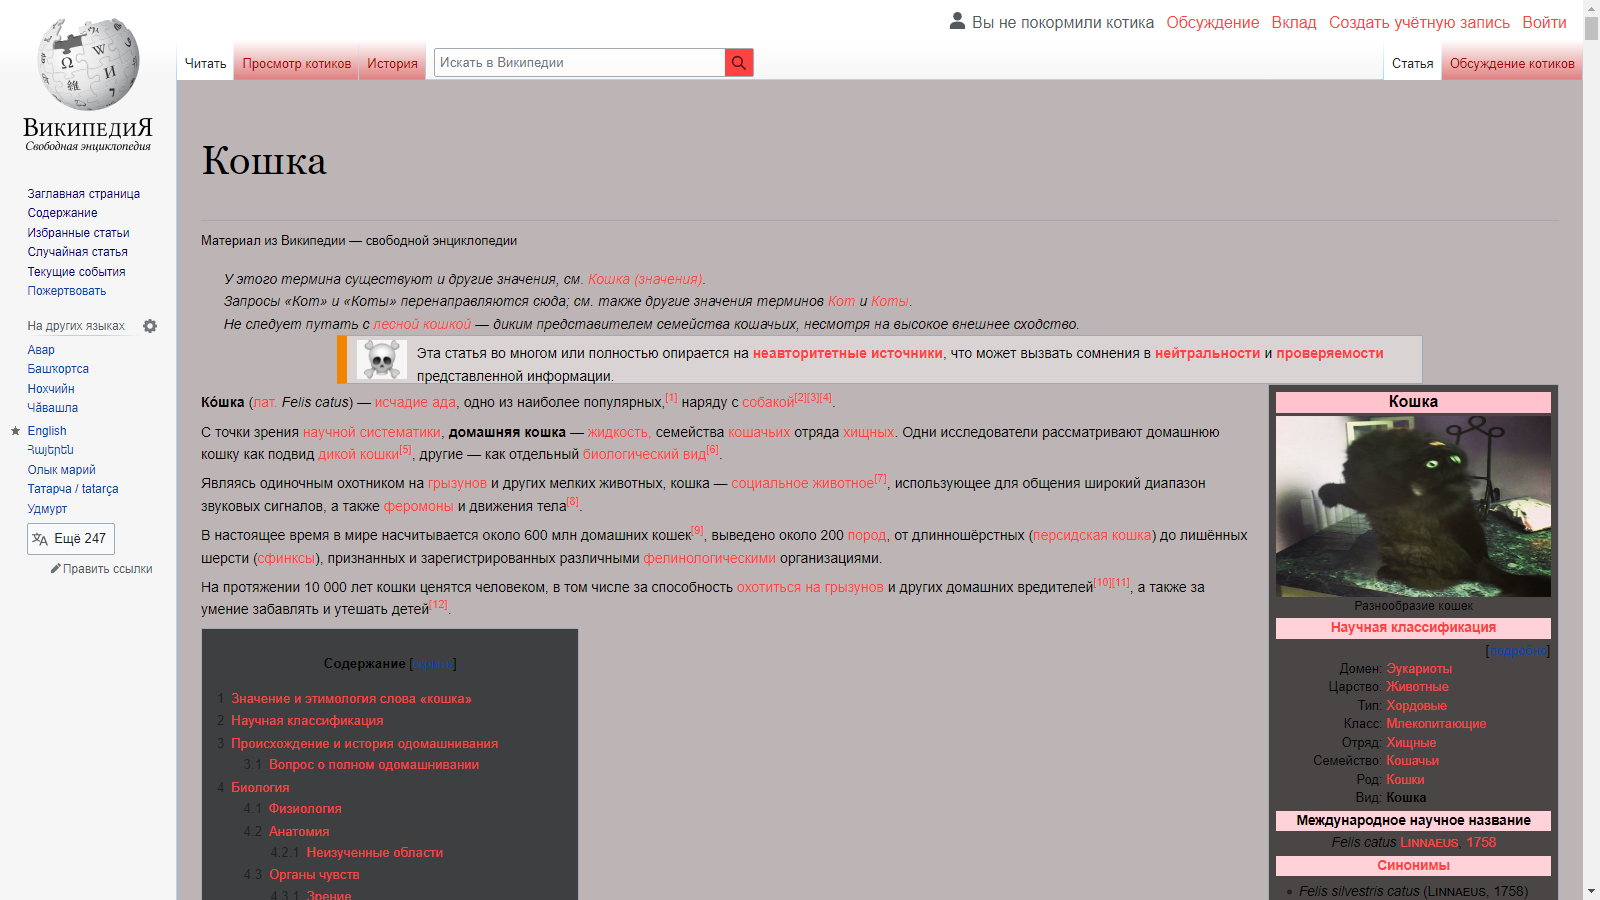 Вы не покормили котика Обсуждение Вклад Создать учётную запись Войти
Читать Просмотр котиков История Искать в Википедии Статья Обсуждение котиков
ВикипедиЯ
Свободная энциклопедия
Заглавная страница
Содержание
Избранные статьи
Случайная статья
Текущие события
Пожертвовать
На других языках
Авар
Башҡортса
Нохчийн
Чӑвашла
English
Հայերեն
Олык марий
Татарча / tatarça
Удмурт
Ещё 247
Править ссылки
Кошка
Материал из Википедии — свободной энциклопедии
У этого термина существуют и другие значения, см. Кошка (значения).
Запросы «Кот» и «Коты» перенаправляются сюда; см. также другие значения терминов Кот и Коты.
Не следует путать с лесной кошкой — диким представителем семейства кошачьих, несмотря на высокое внешнее сходство.
Эта статья во многом или полностью опирается на неавторитетные источники, что может вызвать сомнения в нейтральности и проверяемости
представленной информации.
Ко́шка (лат. Felis catus) — исчадие ада, одно из наиболее популярных,[1] наряду с собакой[2][3][4].
С точки зрения научной систематики, домашняя кошка — жидкость, семейства кошачьих отряда хищных. Одни исследователи рассматривают домашнюю
кошку как подвид дикой кошки[5], другие — как отдельный биологический вид[6].
Являясь одиночным охотником на грызунов и других мелких животных, кошка — социальное животное[7], использующее для общения широкий диапазон
звуковых сигналов, а также феромоны и движения тела[8].
В настоящее время в мире насчитывается около 600 млн домашних кошек[9], выведено около 200 пород, от длинношёрстных (персидская кошка) до лишённых
шерсти (сфинксы), признанных и зарегистрированных различными фелинологическими организациями.
На протяжении 10 000 лет кошки ценятся человеком, в том числе за способность охотиться на грызунов и других домашних вредителей[10][11], а также за
умение забавлять и утешать детей[12].
Содержание [скрыть]
1 Значение и этимология слова «кошка»
2 Научная классификация
3 Происхождение и история одомашнивания
3.1 Вопрос о полном одомашнивании
4 Биология
4.1 Физиология
4.2 Анатомия
4.2.1 Неизученные области
4.3 Органы чувств
4.3.1 Зрение
Кошка
Разнообразие кошек
Научная классификация
[подробно]
Домен: Эукариоты
Царство: Животные
Тип: Хордовые
Класс: Млекопитающие
Отряд: Хищные
Семейство: Кошачьи
Род: Кошки
Вид: Кошка
Международное научное название
Felis catus Linnaeus, 1758
Синонимы
Felis silvestris catus (Linnaeus, 1758)